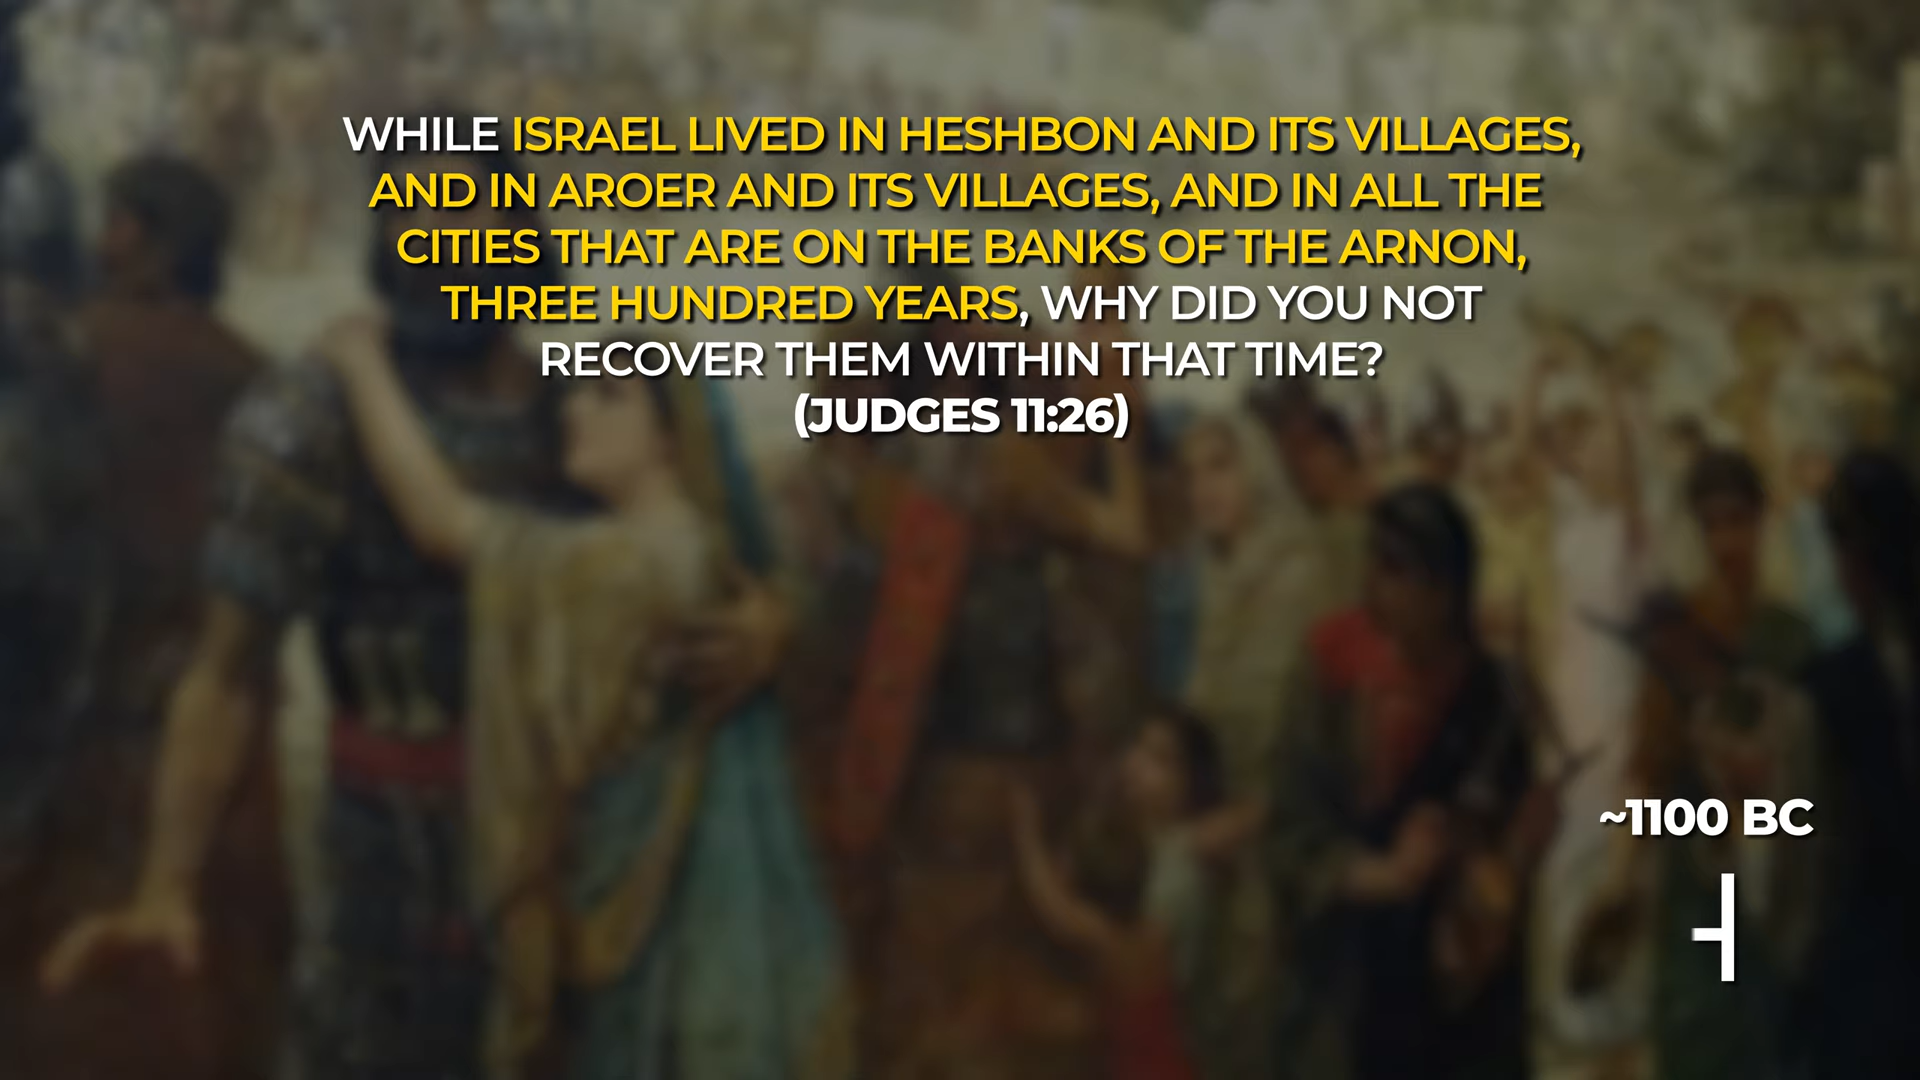 WHILE ISRAEL LIVED IN HESHBON AND ITS VILLAGES,
AND IN AROER AND ITS VILLAGES, AND IN ALL THE
CITIES THAT ARE ON THE BANKS OF THE ARNON,
THREE HUNDRED YEARS, WHY DID YOU NOT
RECOVER THEM WITHIN THAT TIME?
(JUDGES 11:26)
~1100 BC